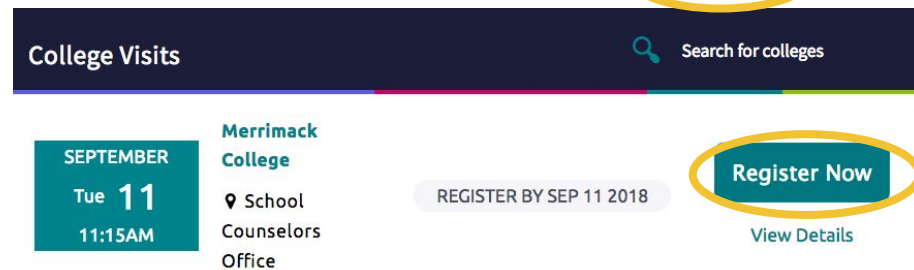 College Visits
Search for colleges
SEPTEMBER
Tue 11
11:15AM
Merrimack
College
School
Counselors
Office
REGISTER BY SEP 11 2018
Register Now
View Details